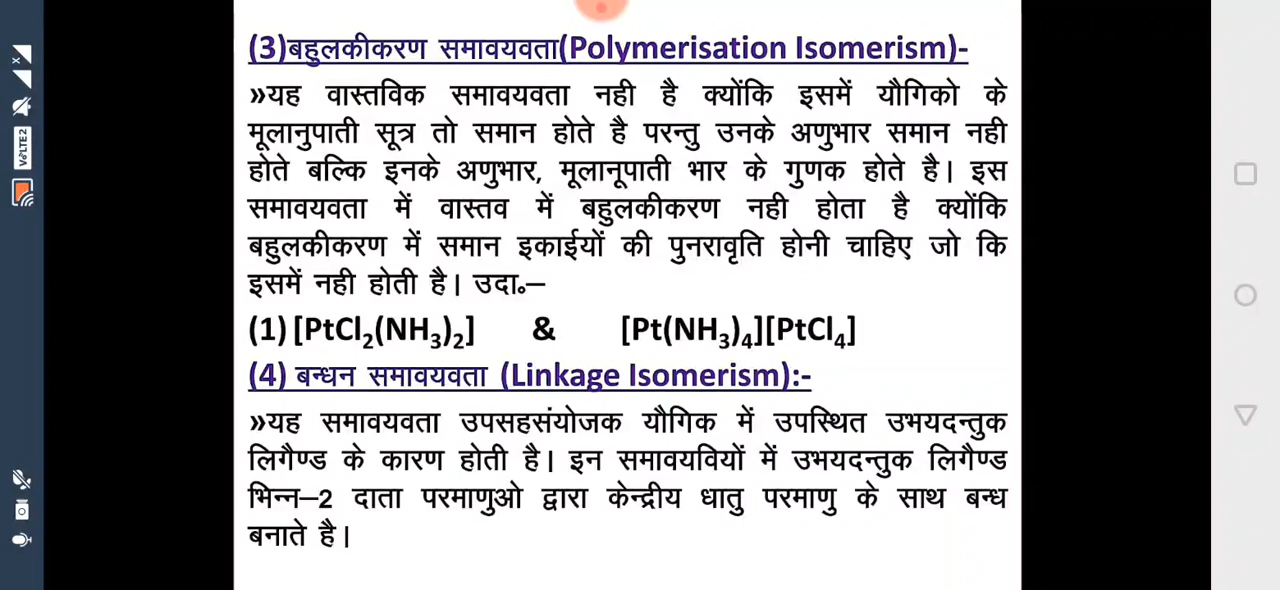 (3)बहुलकीकरण समावयवता(Polymerisation Isomerism)-
»यह वास्तविक समावयवता नही है क्योंकि इसमें यौगिको के
मूलानुपाती सूत्र तो समान होते है परन्तु उनके अणुभार समान नही
होते बल्कि इनके अणुभार, मूलानूपाती भार के गुणक होते है। इस
समावयवता में वास्तव में बहुलकीकरण नही होता है क्योंकि
बहुलकीकरण में समान इकाईयों की पुनरावृति होनी चाहिए जो कि
इसमें नही होती है। उदा०–
(1) [PtCl₂(NH₃)₂] & [Pt(NH₃)₄][PtCl₄]
(4) बन्धन समावयवता (Linkage Isomerism):-
»यह समावयवता उपसहसंयोजक यौगिक में उपस्थित उभयदन्तुक
लिगैण्ड के कारण होती है। इन समावयवियों में उभयदन्तुक लिगैण्ड
भिन्न–2 दाता परमाणुओ द्वारा केन्द्रीय धातु परमाणु के साथ बन्ध
बनाते है।
VoLTE2